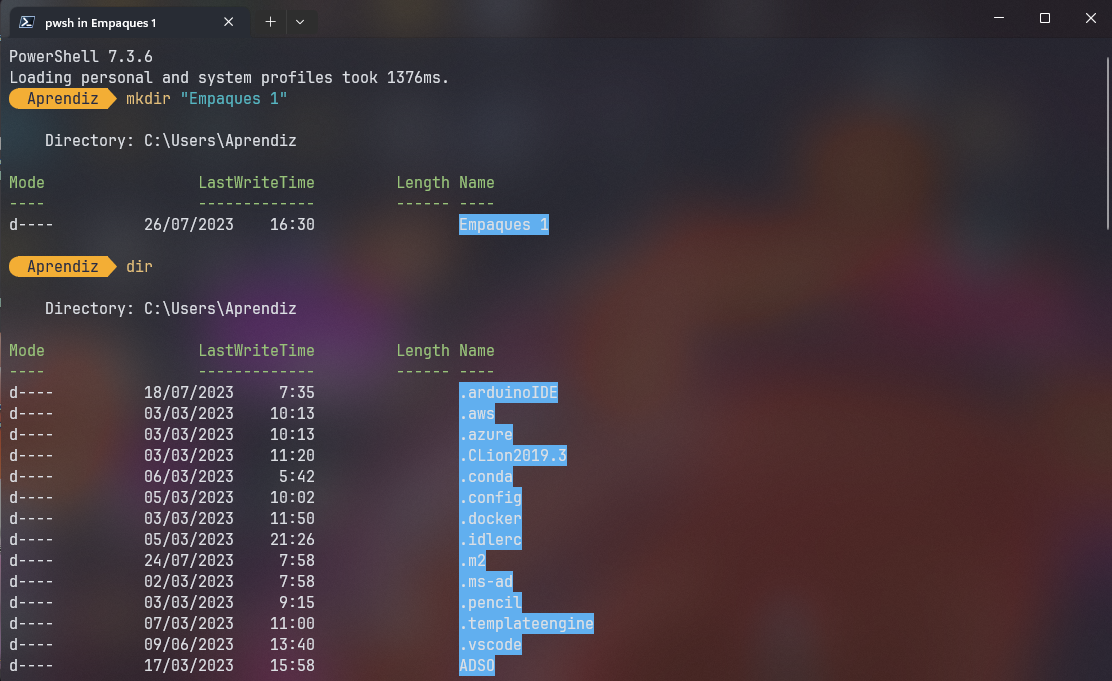 pwsh in Empaques 1
PowerShell 7.3.6
Loading personal and system profiles took 1376ms.
Aprendiz mkdir "Empaques 1"
Directory: C:\Users\Aprendiz
Mode LastWriteTime Length Name
---- ------------- ------ ----
d---- 26/07/2023 16:30 Empaques 1
Aprendiz dir
Directory: C:\Users\Aprendiz
Mode LastWriteTime Length Name
---- ------------- ------ ----
d---- 18/07/2023 7:35 .arduinoIDE
d---- 03/03/2023 10:13 .aws
d---- 03/03/2023 10:13 .azure
d---- 03/03/2023 11:20 .CLion2019.3
d---- 06/03/2023 5:42 .conda
d---- 05/03/2023 10:02 .config
d---- 03/03/2023 11:50 .docker
d---- 05/03/2023 21:26 .idlerc
d---- 24/07/2023 7:58 .m2
d---- 02/03/2023 7:58 .ms-ad
d---- 03/03/2023 9:15 .pencil
d---- 07/03/2023 11:00 .templateengine
d---- 09/06/2023 13:40 .vscode
d---- 17/03/2023 15:58 ADSO